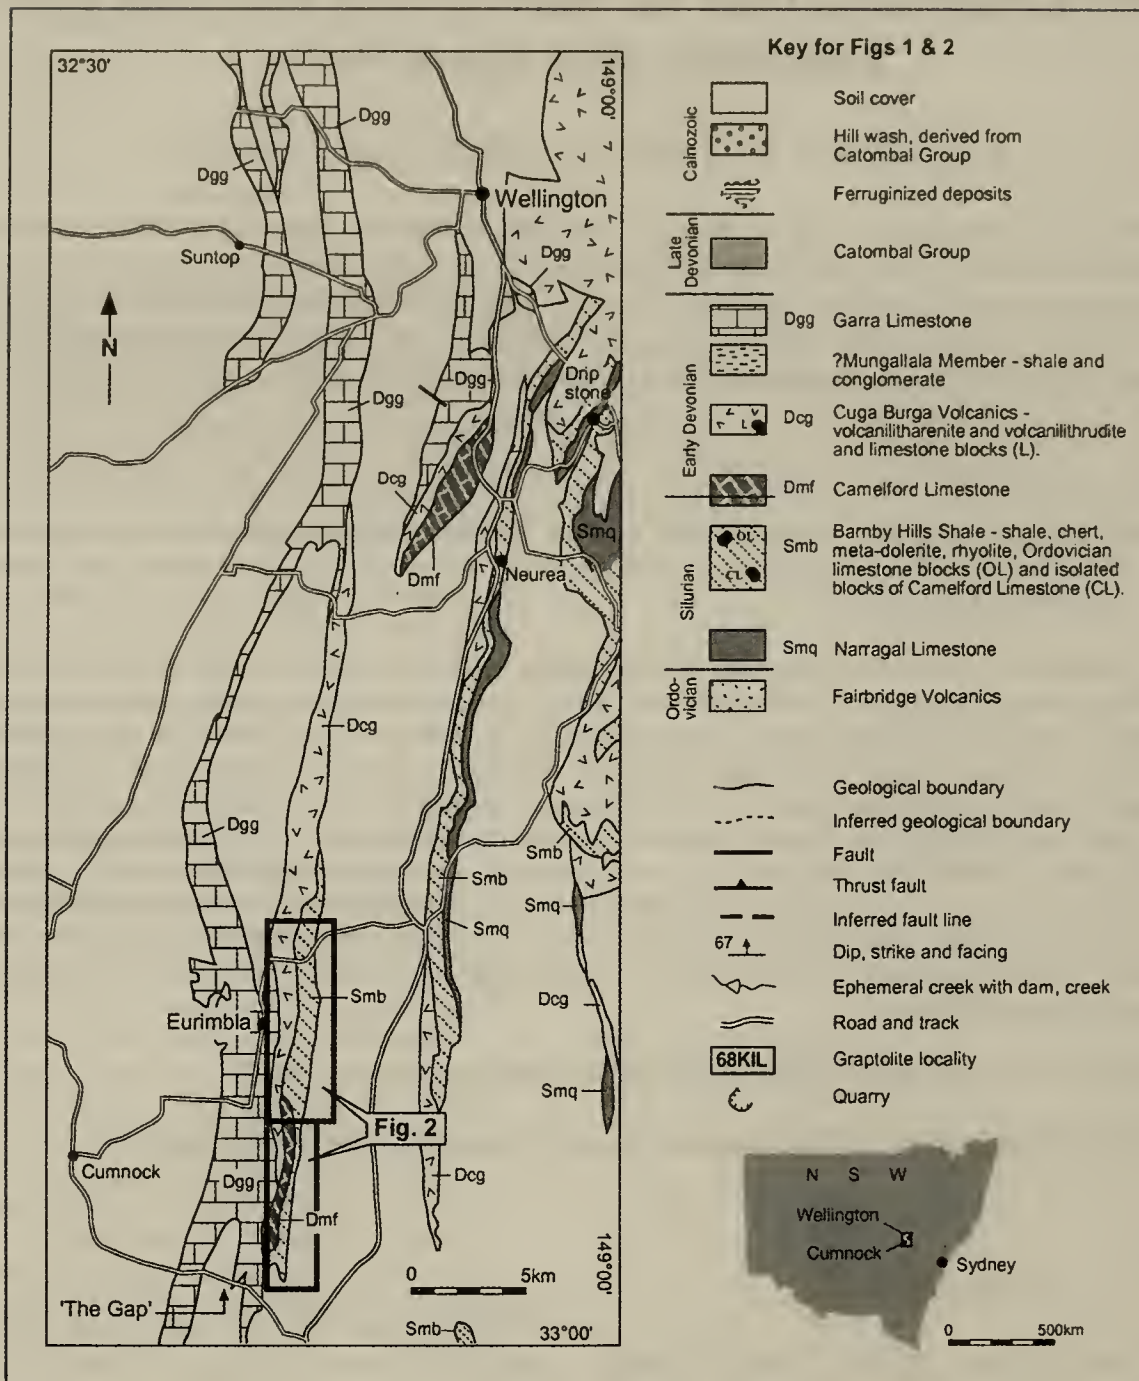 32°30'
149°00'
Dgg
Dgg
Wellington
Suntop
Dgg
N
Dgg
Dgg
Drip
stone
Dcg
Smq
Dmf
Neurea
Dcg
Dgg
Smb
Smb
Smq
Smq
Smb
Eurimbla
Dcg
Smq
Fig. 2
Cumnock
Dgg
Dcg
Dmf
149°00'
0 5km
'The Gap'
Smb
33°00'
Key for Figs 1 & 2
Cainozoic
Soil cover
Hill wash, derived from
Catombal Group
Ferruginized deposits
Late
Devonian
Catombal Group
Early Devonian
Dgg Garra Limestone
?Mungallala Member - shale and
conglomerate
L
Dcg Cuga Burga Volcanics -
volcanilitharenite and volcanilithrudite
and limestone blocks (L).
Dmf Camelford Limestone
Silurian
OL
CL
Smb Barnby Hills Shale - shale, chert,
meta-dolerite, rhyolite, Ordovician
limestone blocks (OL) and isolated
blocks of Camelford Limestone (CL).
Smq Narragal Limestone
Ordo-
vician
Fairbridge Volcanics
Geological boundary
Inferred geological boundary
Fault
Thrust fault
Inferred fault line
67 Dip, strike and facing
Ephemeral creek with dam, creek
Road and track
68KIL Graptolite locality
Quarry
N S W
Wellington
Cumnock
Sydney
0 500km